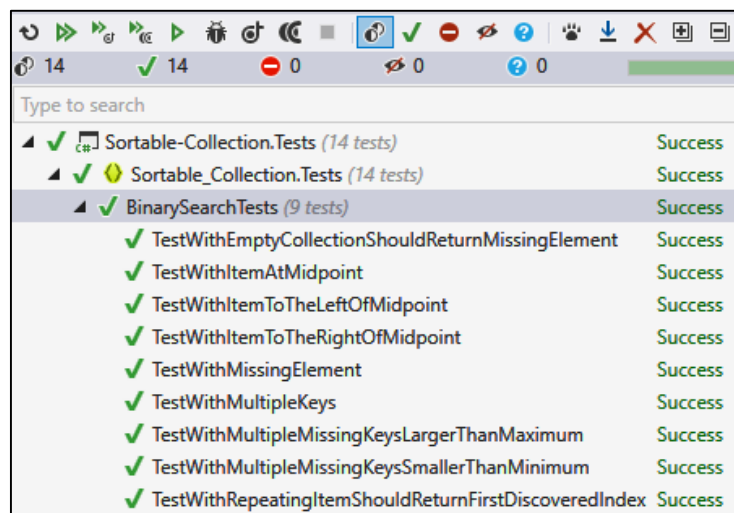 14 14 0 0 0
Type to search
C# Sortable-Collection.Tests (14 tests) Success
Sortable_Collection.Tests (14 tests) Success
BinarySearchTests (9 tests) Success
TestWithEmptyCollectionShouldReturnMissingElement Success
TestWithItemAtMidpoint Success
TestWithItemToTheLeftOfMidpoint Success
TestWithItemToTheRightOfMidpoint Success
TestWithMissingElement Success
TestWithMultipleKeys Success
TestWithMultipleMissingKeysLargerThanMaximum Success
TestWithMultipleMissingKeysSmallerThanMinimum Success
TestWithRepeatingItemShouldReturnFirstDiscoveredIndex Success